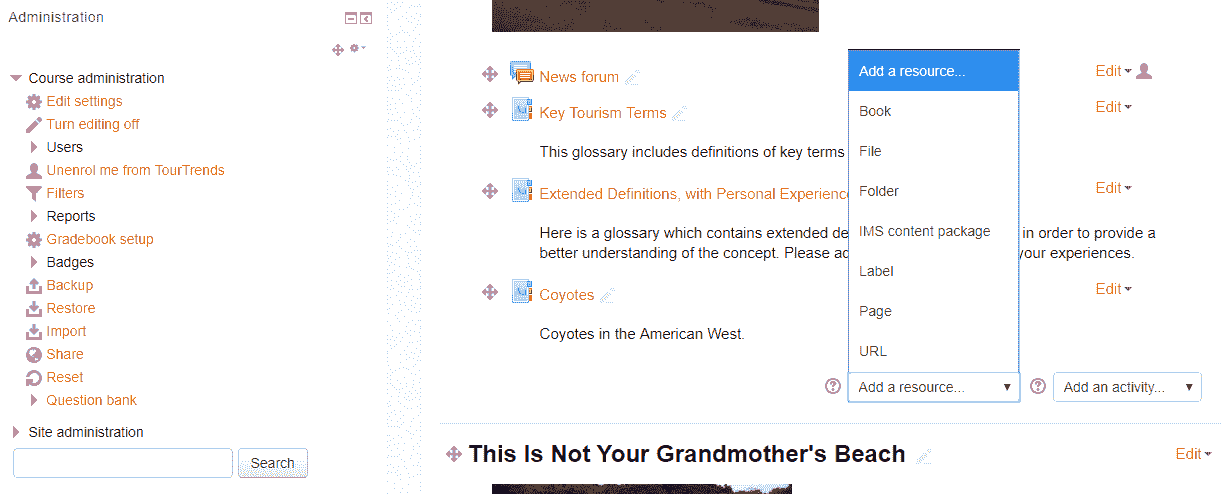 Administration
Course administration
Edit settings
Turn editing off
Users
Unenrol me from TourTrends
Filters
Reports
Gradebook setup
Badges
Backup
Restore
Import
Share
Reset
Question bank
Site administration
Search
News forum
Edit
Key Tourism Terms
Edit
This glossary includes definitions of key terms
Extended Definitions, with Personal Experience
Edit
Here is a glossary which contains extended de in order to provide a
better understanding of the concept. Please ad your experiences.
Coyotes
Edit
Coyotes in the American West.
Add a resource...
Book
File
Folder
IMS content package
Label
Page
URL
Add a resource...
Add an activity...
This Is Not Your Grandmother's Beach
Edit